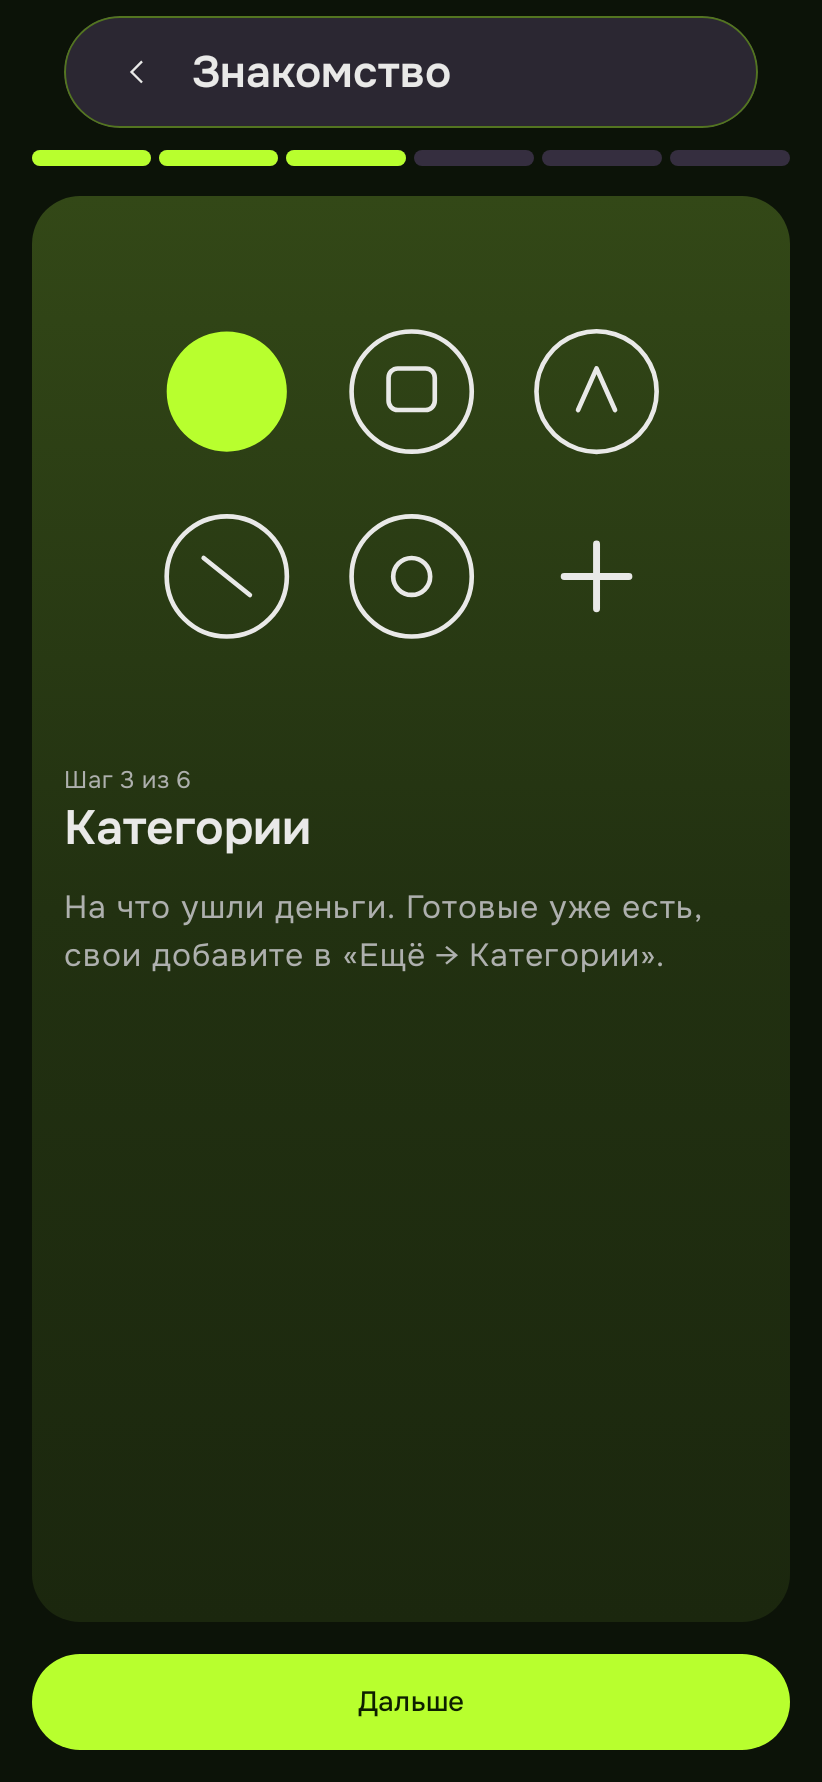 Знакомство
Шаг 3 из 6
Категории
На что ушли деньги. Готовые уже есть,
свои добавите в «Ещё → Категории».
Дальше